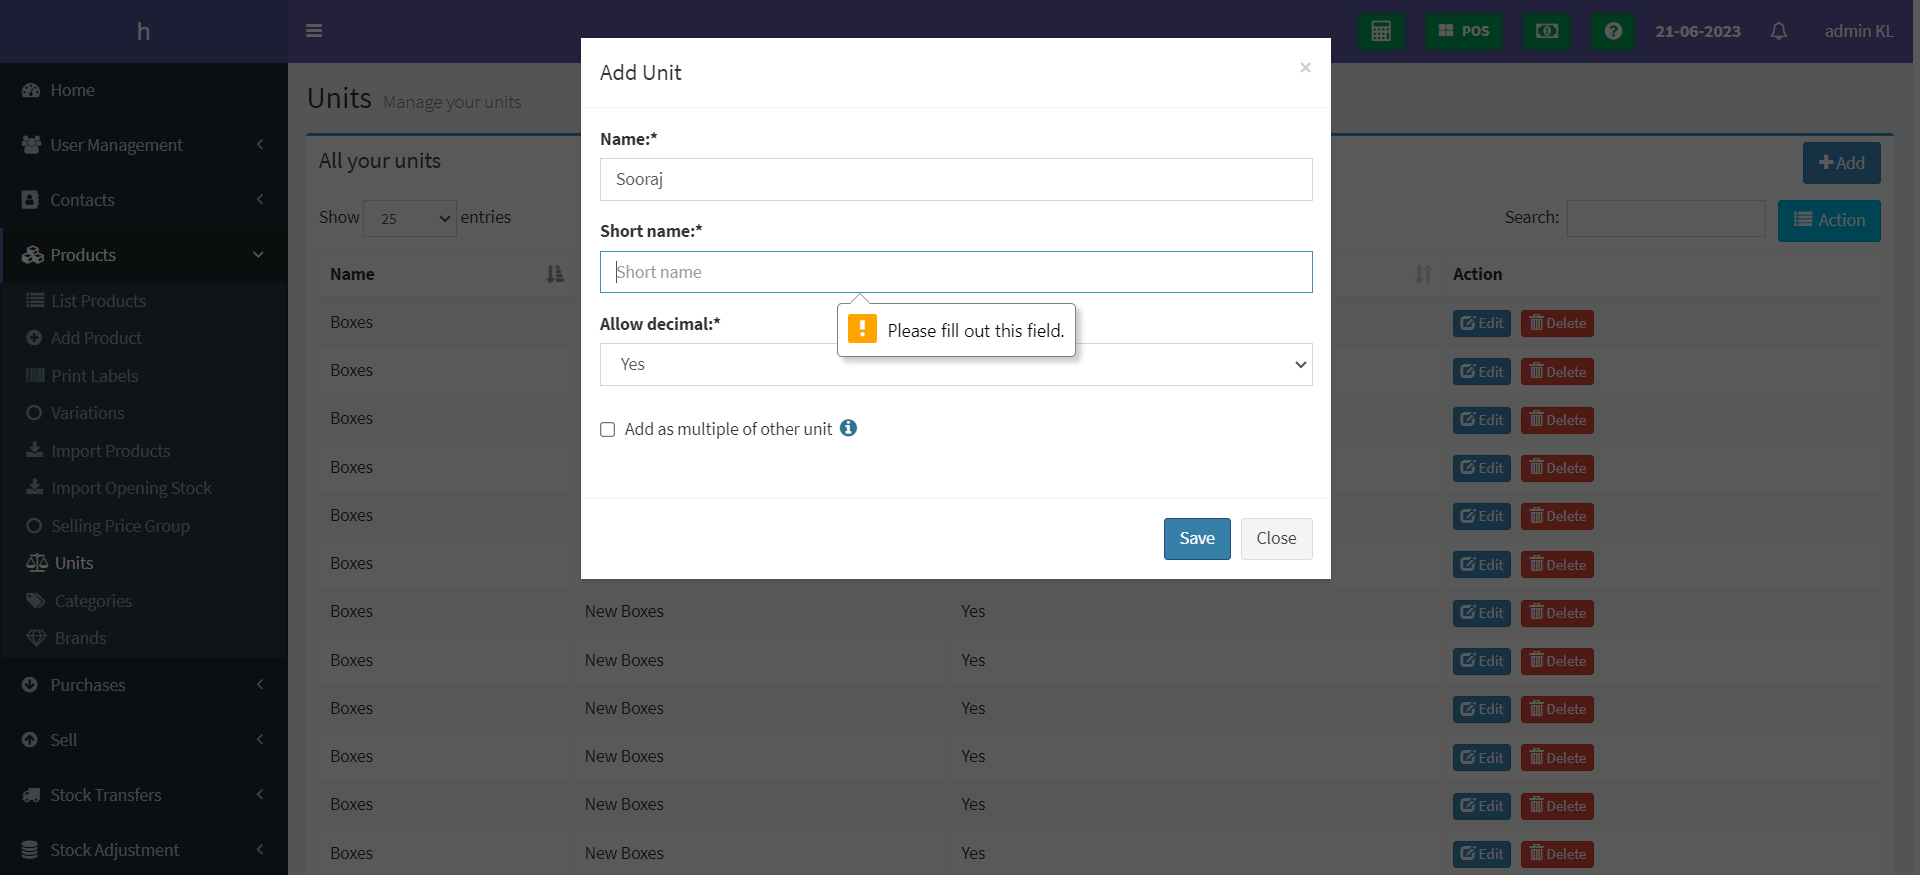 h
POS
21-06-2023
admin KL
Home
User Management
Contacts
Products
List Products
Add Product
Print Labels
Variations
Import Products
Import Opening Stock
Selling Price Group
Units
Categories
Brands
Purchases
Sell
Stock Transfers
Stock Adjustment
Units Manage your units
All your units
Add
Show 25 entries
Search:
Action
Name Action
Boxes Edit Delete
Boxes Edit Delete
Boxes Edit Delete
Boxes Edit Delete
Boxes Edit Delete
Boxes Edit Delete
Boxes New Boxes Yes Edit Delete
Boxes New Boxes Yes Edit Delete
Boxes New Boxes Yes Edit Delete
Boxes New Boxes Yes Edit Delete
Boxes New Boxes Yes Edit Delete
Boxes New Boxes Yes Edit Delete
Add Unit ×
Name:*
Sooraj
Short name:*
Short name
Please fill out this field.
Allow decimal:*
Yes
Add as multiple of other unit
Save Close